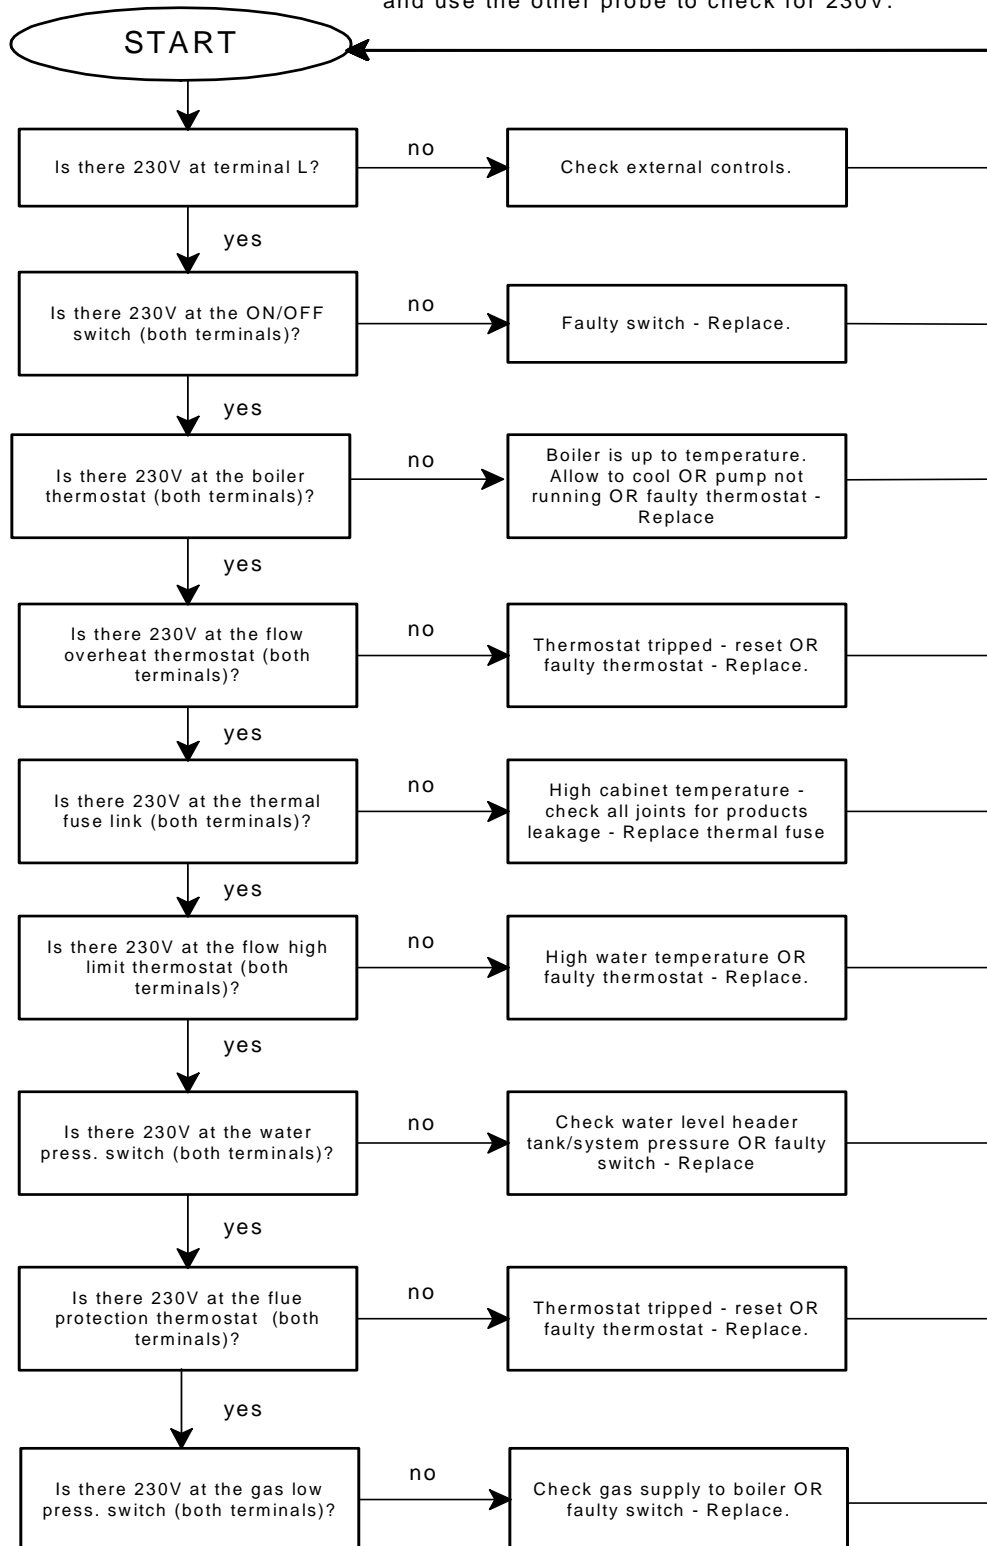 and use the other probe to check for 230V.
START
Is there 230V at terminal L?
no
Check external controls.
yes
Is there 230V at the ON/OFF
switch (both terminals)?
no
Faulty switch - Replace.
yes
Is there 230V at the boiler
thermostat (both terminals)?
no
Boiler is up to temperature.
Allow to cool OR pump not
running OR faulty thermostat -
Replace
yes
Is there 230V at the flow
overheat thermostat (both
terminals)?
no
Thermostat tripped - reset OR
faulty thermostat - Replace.
yes
Is there 230V at the thermal
fuse link (both terminals)?
no
High cabinet temperature -
check all joints for products
leakage - Replace thermal fuse
yes
Is there 230V at the flow high
limit thermostat (both
terminals)?
no
High water temperature OR
faulty thermostat - Replace.
yes
Is there 230V at the water
press. switch (both terminals)?
no
Check water level header
tank/system pressure OR faulty
switch - Replace
yes
Is there 230V at the flue
protection thermostat (both
terminals)?
no
Thermostat tripped - reset OR
faulty thermostat - Replace.
yes
Is there 230V at the gas low
press. switch (both terminals)?
no
Check gas supply to boiler OR
faulty switch - Replace.